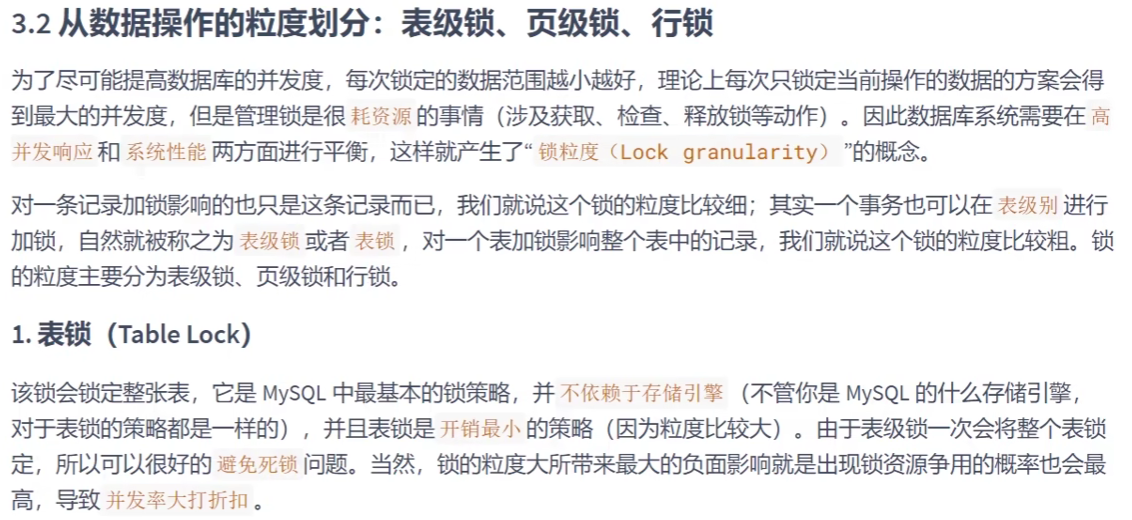 3.2 从数据操作的粒度划分：表级锁、页级锁、行锁
为了尽可能提高数据库的并发度，每次锁定的数据范围越小越好，理论上每次只锁定当前操作的数据的方案会得
到最大的并发度，但是管理锁是很 耗资源 的事情（涉及获取、检查、释放锁等动作）。因此数据库系统需要在 高
并发响应 和 系统性能 两方面进行平衡，这样就产生了“ 锁粒度（Lock granularity） ”的概念。
对一条记录加锁影响的也只是这条记录而已，我们就说这个锁的粒度比较细；其实一个事务也可以在 表级别 进行
加锁，自然就被称之为 表级锁 或者 表锁 ，对一个表加锁影响整个表中的记录，我们就说这个锁的粒度比较粗。锁
的粒度主要分为表级锁、页级锁和行锁。
1. 表锁（Table Lock）
该锁会锁定整张表，它是 MySQL 中最基本的锁策略，并 不依赖于存储引擎 （不管你是 MySQL 的什么存储引擎，
对于表锁的策略都是一样的），并且表锁是 开销最小 的策略（因为粒度比较大）。由于表级锁一次会将整个表锁
定，所以可以很好的 避免死锁 问题。当然，锁的粒度大所带来最大的负面影响就是出现锁资源争用的概率也会最
高，导致 并发率大打折扣 。